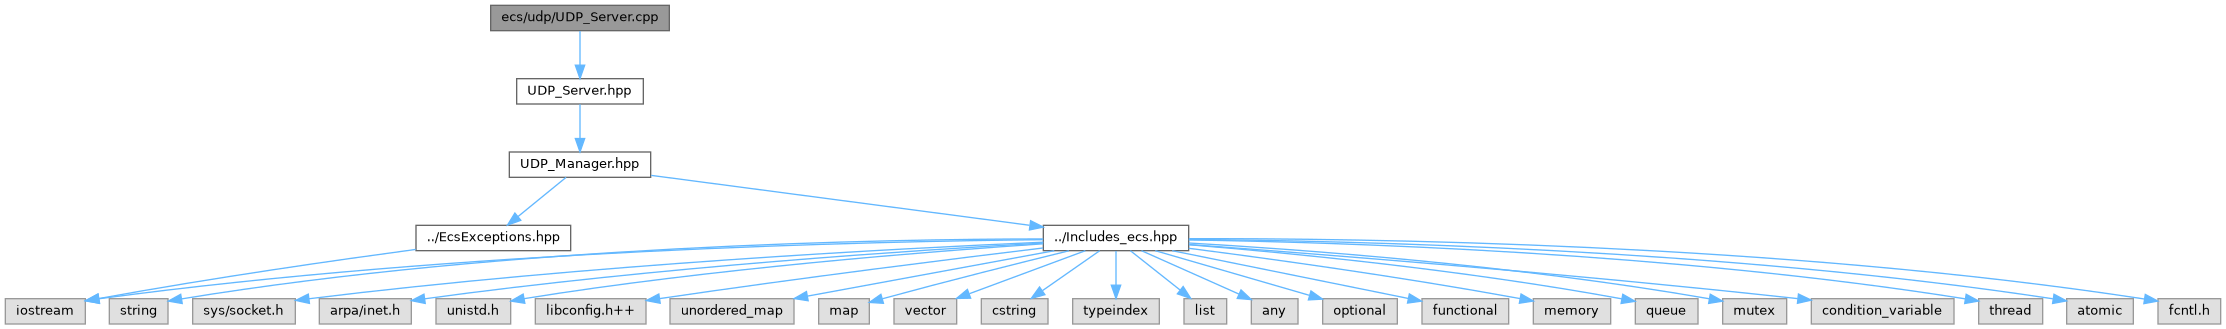 ecs/udp/UDP_Server.cpp
UDP_Server.hpp
UDP_Manager.hpp
../EcsExceptions.hpp
../Includes_ecs.hpp
iostream
string
sys/socket.h
arpa/inet.h
unistd.h
libconfig.h++
unordered_map
map
vector
cstring
typeindex
list
any
optional
functional
memory
queue
mutex
condition_variable
thread
atomic
fcntl.h